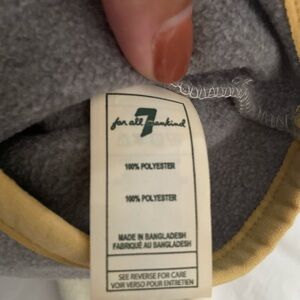 for all 7 mankind
100% POLYESTER
100% POLYESTER
MADE IN BANGLADESH
FABRIQUÉ AU BANGLADESH
SEE REVERSE FOR CARE
VOIR VERSO POUR ENTRETIEN